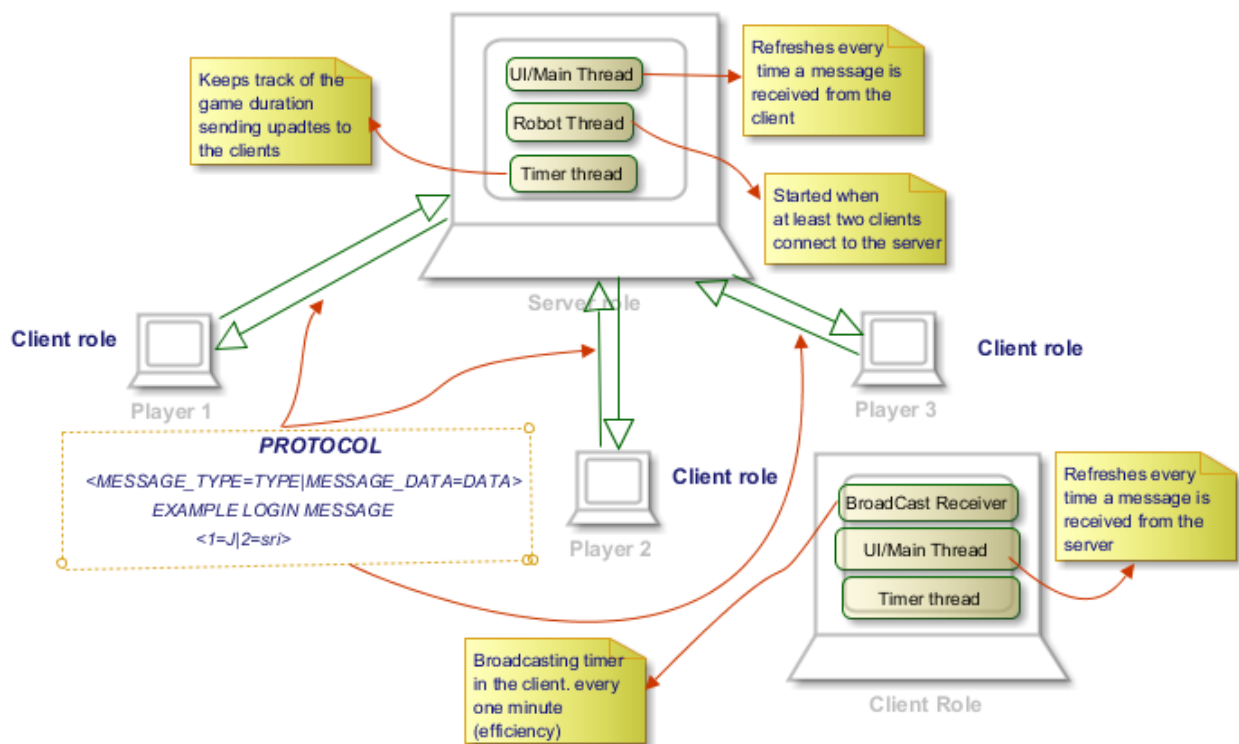 UI/Main Thread
Robot Thread
Timer thread
Refreshes every
time a message is
received from the
client
Keeps track of the
game duration
sending upadtes to
the clients
Started when
at least two clients
connect to the server
Server role
Client role
Player 1
Client role
Player 3
PROTOCOL
<MESSAGE_TYPE=TYPE|MESSAGE_DATA=DATA>
EXAMPLE LOGIN MESSAGE
<1=J|2=sri>
Client role
Player 2
BroadCast Receiver
UI/Main Thread
Timer thread
Refreshes every
time a message is
received from the
server
Broadcasting timer
in the client. every
one minute
(efficiency)
Client Role